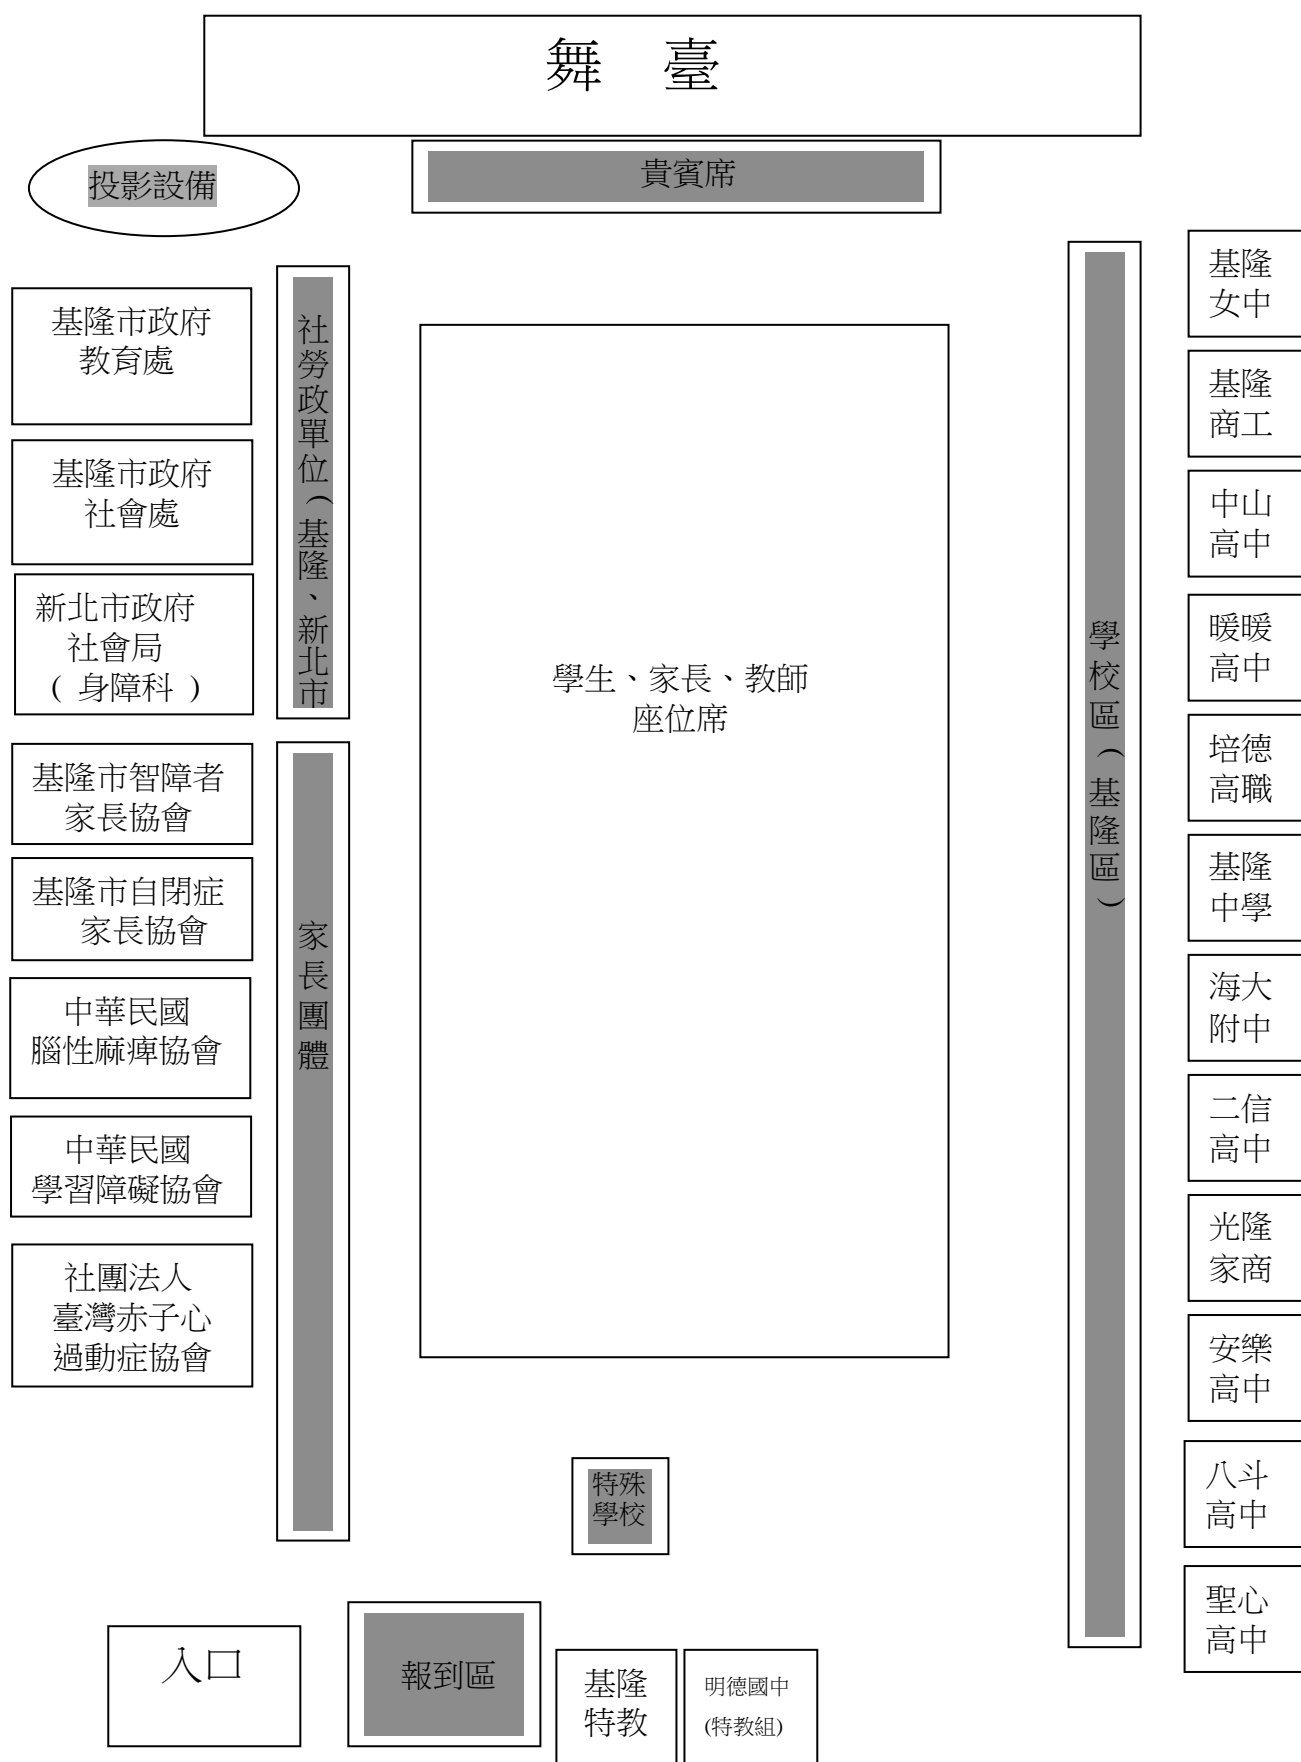 舞 臺
投影設備
貴賓席
基隆市政府
教育處
基隆市政府
社會處
新北市政府
社會局
( 身障科 )
社勞政單位（基隆、新北市
基隆市智障者
家長協會
基隆市自閉症
家長協會
中華民國
腦性麻痺協會
中華民國
學習障礙協會
社團法人
臺灣赤子心
過動症協會
家長團體
學生、家長、教師
座位席
學校區（基隆區）
基隆
女中
基隆
商工
中山
高中
暖暖
高中
培德
高職
基隆
中學
海大
附中
二信
高中
光隆
家商
安樂
高中
八斗
高中
聖心
高中
特殊
學校
入口
報到區
基隆
特教
明德國中
(特教組)